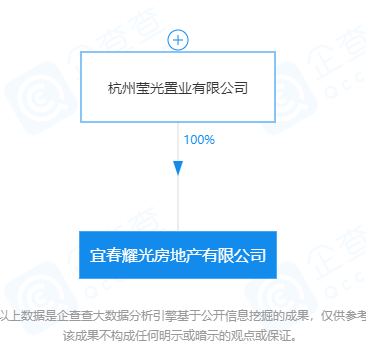 杭州莹光置业有限公司
100%
宜春耀光房地产有限公司
以上数据是企查查大数据分析引擎基于公开信息挖掘的成果，仅供参考
该成果不构成任何明示或暗示的观点或保证。